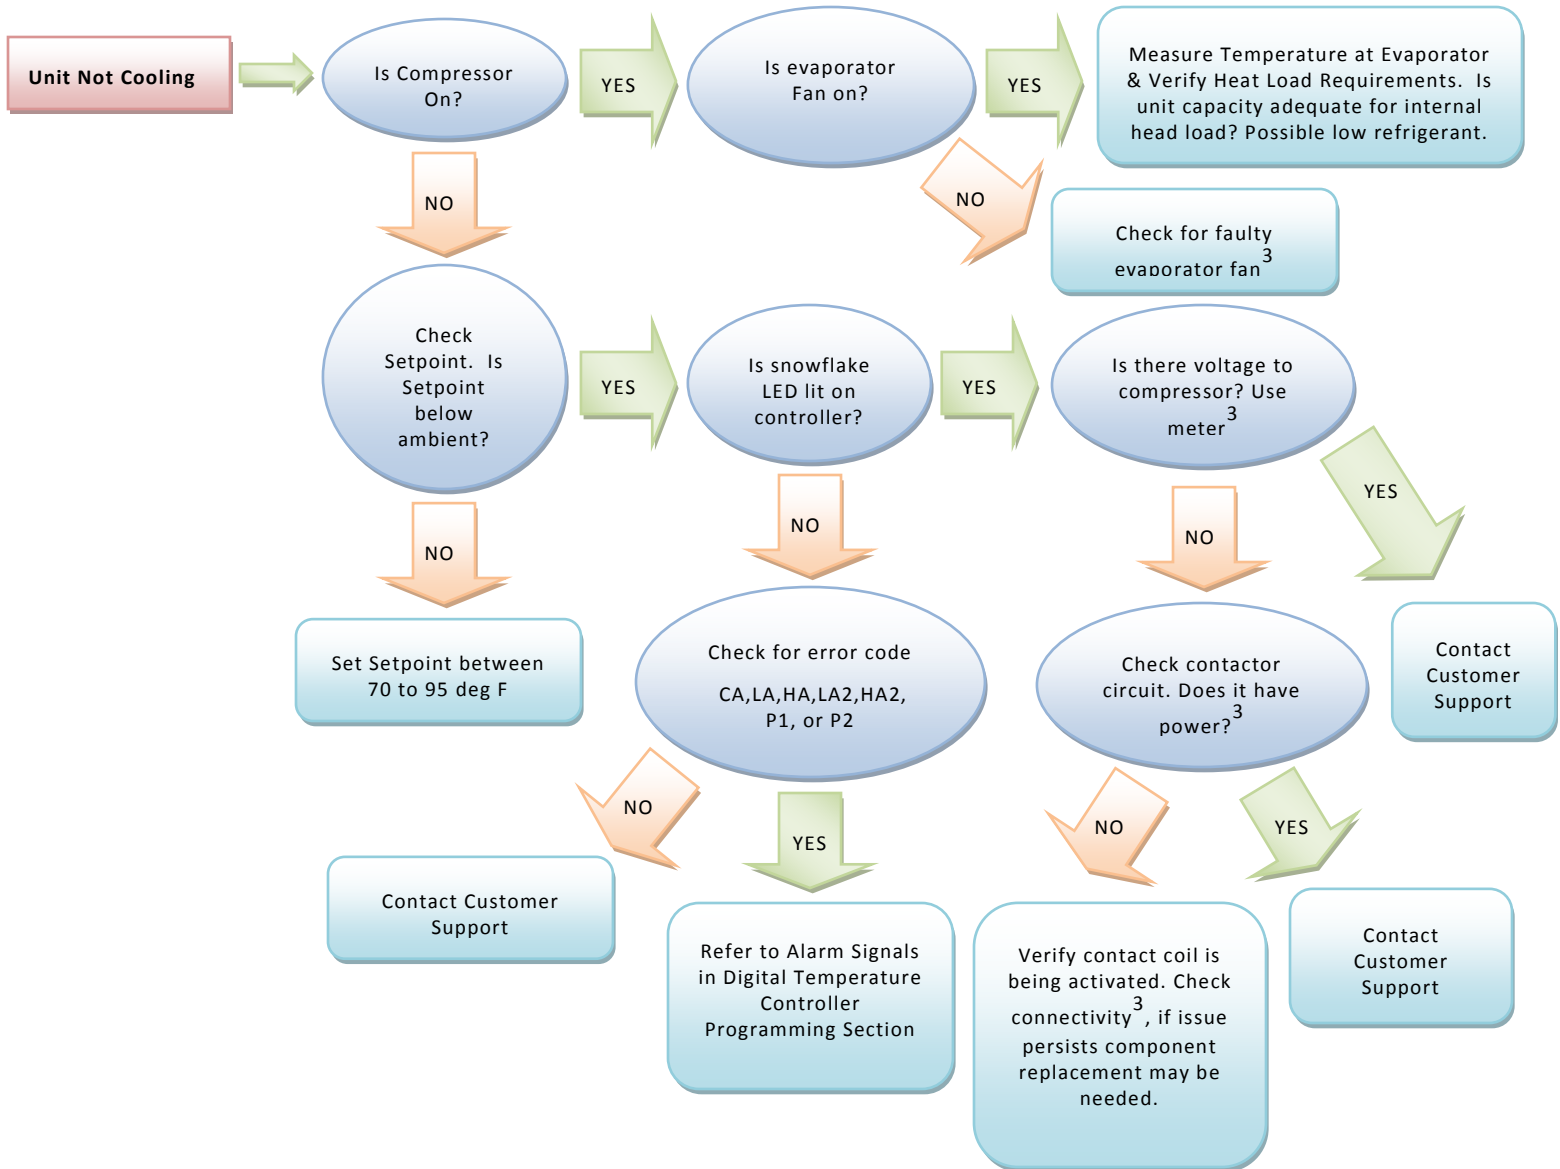 Unit Not Cooling
Is Compressor
On?
YES
Is evaporator
Fan on?
YES
Measure Temperature at Evaporator
& Verify Heat Load Requirements.  Is
unit capacity adequate for internal
head load? Possible low refrigerant.
NO
NO
Check for faulty
evaporator fan3
Check
Setpoint.  Is
Setpoint
below
ambient?
YES
Is snowflake
LED lit on
controller?
YES
Is there voltage to
compressor? Use
meter3
YES
NO
NO
NO
Set Setpoint between
70 to 95 deg F
Check for error code
CA,LA,HA,LA2,HA2,
P1, or P2
Check contactor
circuit. Does it have
power?3
Contact
Customer
Support
NO
YES
NO
YES
Contact Customer
Support
Refer to Alarm Signals
in Digital Temperature
Controller
Programming Section
Verify contact coil is
being activated. Check
connectivity3, if issue
persists component
replacement may be
needed.
Contact
Customer
Support